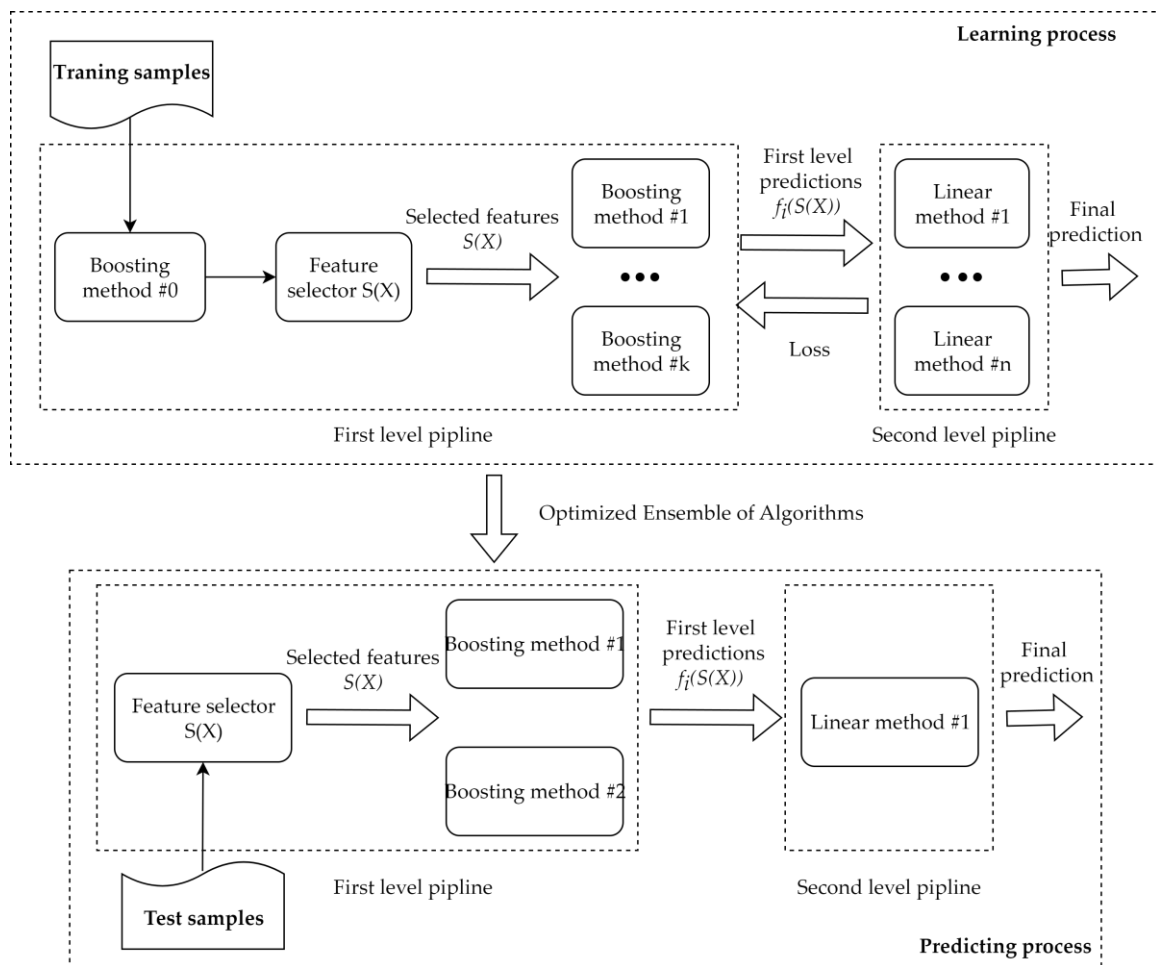 Learning process
Traning samples
Boosting
method #0
Feature
selector S(X)
Selected features
S(X)
Boosting
method #1
•••
Boosting
method #k
First level
predictions
fi(S(X))
Loss
Linear
method #1
•••
Linear
method #n
Final
prediction
First level pipline
Second level pipline
Optimized Ensemble of Algorithms
Feature selector
S(X)
Selected features
S(X)
Boosting method #1
Boosting method #2
First level
predictions
fi(S(X))
Linear method #1
Final
prediction
First level pipline
Second level pipline
Test samples
Predicting process